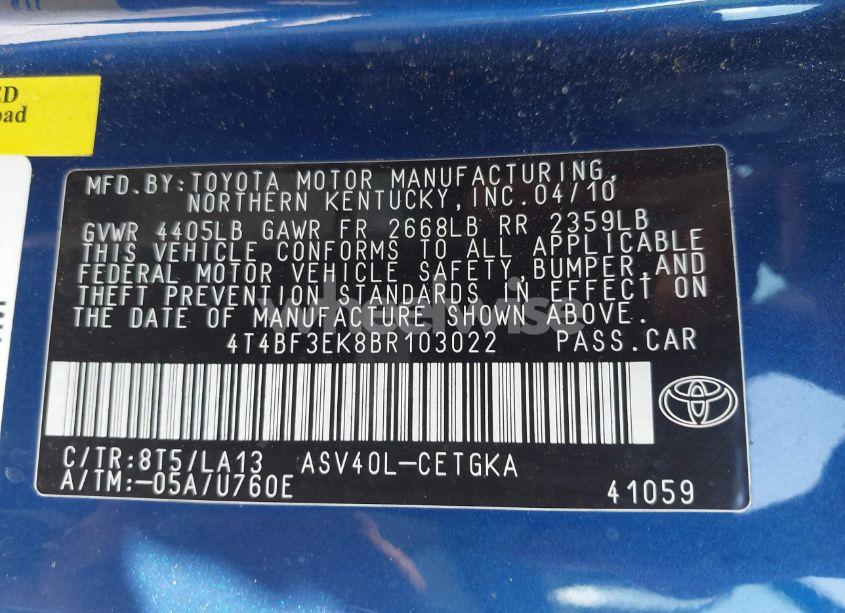 ED
oad
MFD.BY:TOYOTA MOTOR MANUFACTURING,
NORTHERN KENTUCKY,INC.04/10
GVWR 4405LB GAWR FR 2668LB RR 2359LB
THIS VEHICLE CONFORMS TO ALL APPLICABLE
FEDERAL MOTOR VEHICLE SAFETY,BUMPER,AND
THEFT PREVENTION STANDARDS IN EFFECT ON
THE DATE OF MANUFACTURE SHOWN ABOVE.
4T4BF3EK8BR103022 PASS.CAR
C/TR:8T5/LA13 ASV40L-CETGKA
A/TM:-05A/U760E 41059